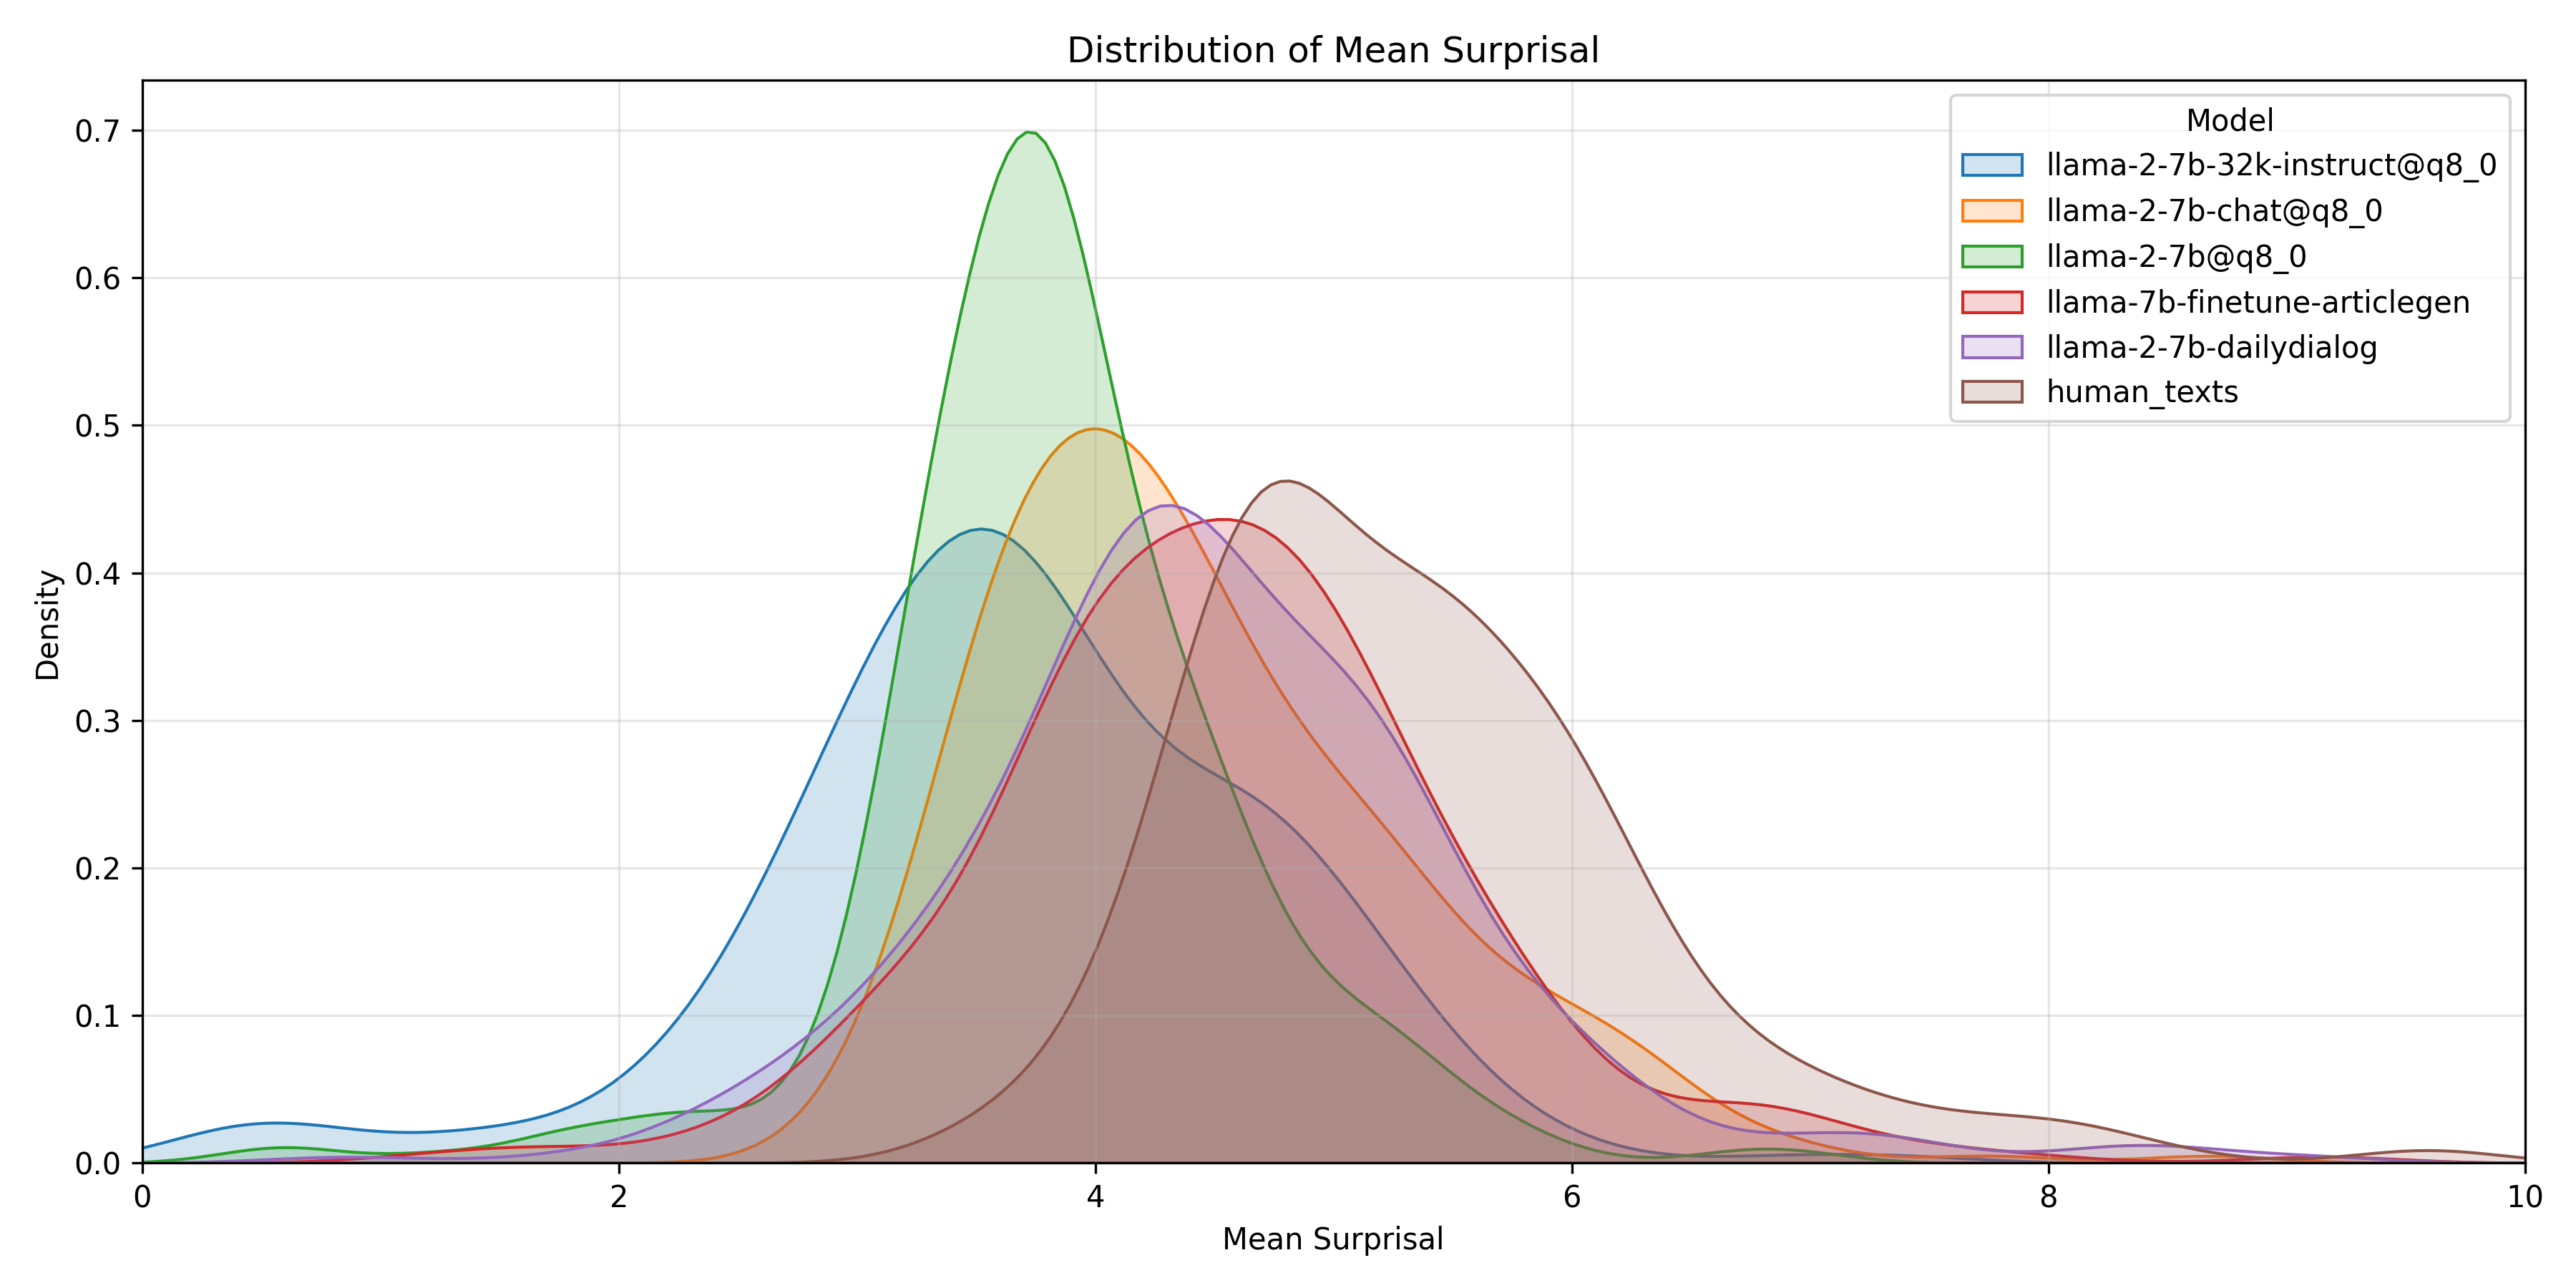 Distribution of Mean Surprisal
Model
llama-2-7b-32k-instruct@q8_0
llama-2-7b-chat@q8_0
llama-2-7b@q8_0
llama-7b-finetune-articlegen
llama-2-7b-dailydialog
human_texts
Density
0.7
0.6
0.5
0.4
0.3
0.2
0.1
0.0
0 2 4 6 8 10
Mean Surprisal